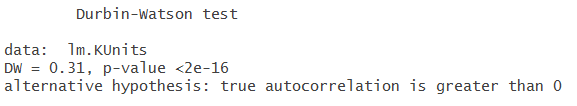 Durbin-Watson test
data: lm.KUnits
DW = 0.31, p-value <2e-16
alternative hypothesis: true autocorrelation is greater than 0